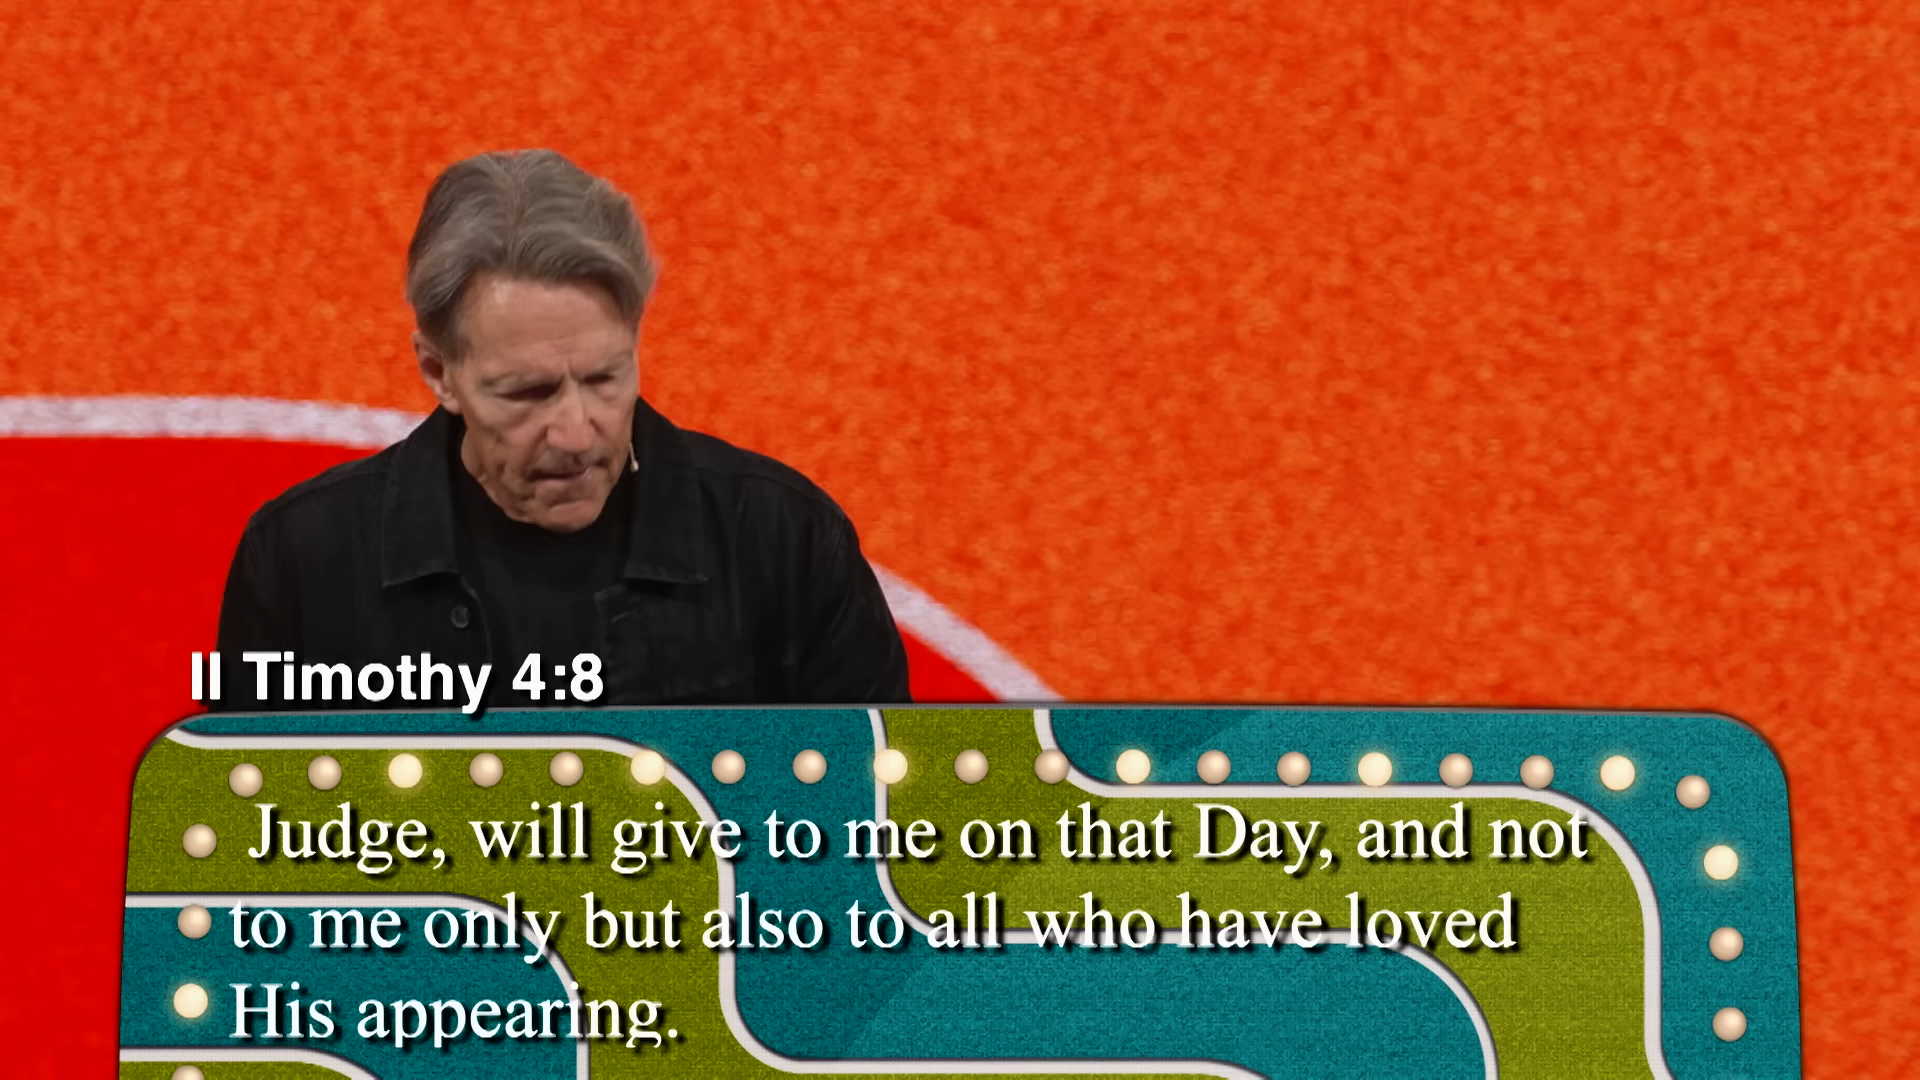 II Timothy 4:8
Judge, will give to me on that Day, and not
to me only but also to all who have loved
His appearing.